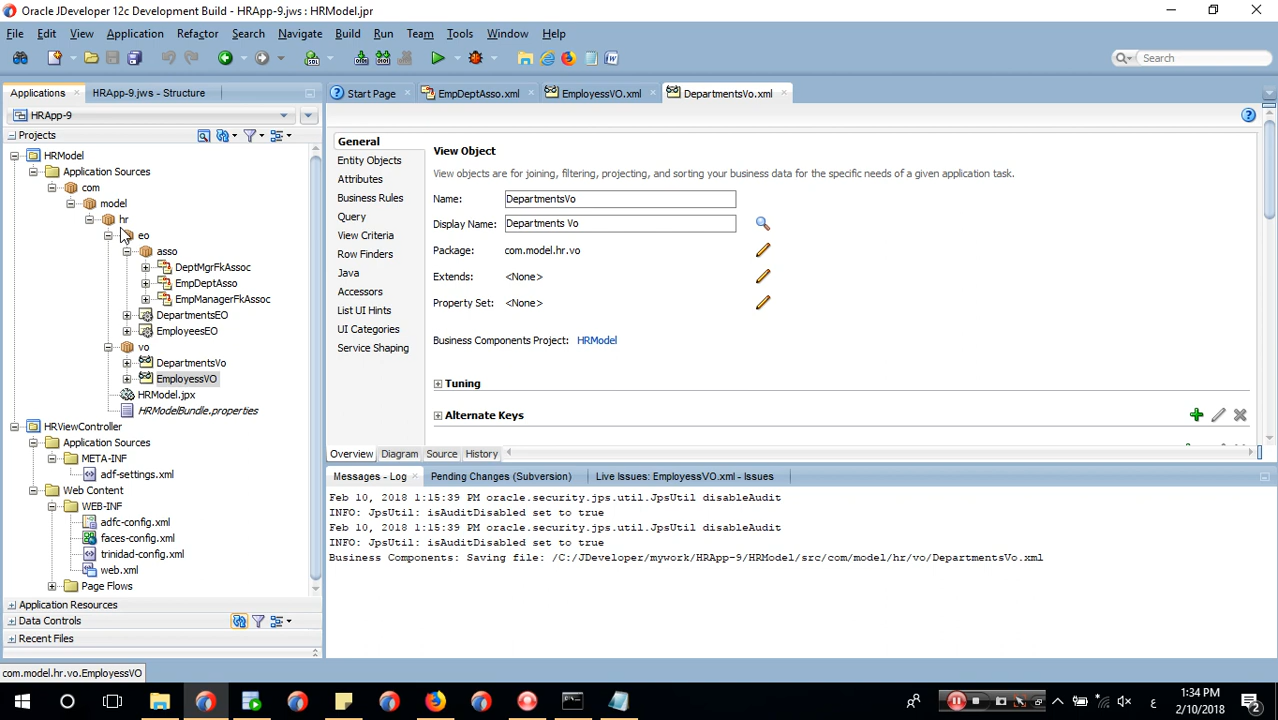 Oracle JDeveloper 12c Development Build - HRApp-9.jws : HRModel.jpr
File Edit View Application Refactor Search Navigate Build Run Team Tools Window Help
Search
Applications HRApp-9.jws - Structure
Start Page EmpDeptAsso.xml EmployessVO.xml DepartmentsVo.xml
HRApp-9
Projects
HRModel
Application Sources
com
model
hr
eo
asso
DeptMgrFkAssoc
EmpDeptAsso
EmpManagerFkAssoc
DepartmentsEO
EmployeesEO
vo
DepartmentsVo
EmployessVO
HRModel.jpx
HRModelBundle.properties
HRViewController
Application Sources
META-INF
adf-settings.xml
Web Content
WEB-INF
adfc-config.xml
faces-config.xml
trinidad-config.xml
web.xml
Page Flows
Application Resources
Data Controls
Recent Files
General
Entity Objects
Attributes
Business Rules
Query
View Criteria
Row Finders
Java
Accessors
List UI Hints
UI Categories
Service Shaping
View Object
View objects are for joining, filtering, projecting, and sorting your business data for the specific needs of a given application task.
Name: DepartmentsVo
Display Name: Departments Vo
Package: com.model.hr.vo
Extends: <None>
Property Set: <None>
Business Components Project: HRModel
Tuning
Alternate Keys
Overview Diagram Source History
Messages - Log Pending Changes (Subversion) Live Issues: EmployessVO.xml - Issues
Feb 10, 2018 1:15:39 PM oracle.security.jps.util.JpsUtil disableAudit
INFO: JpsUtil: isAuditDisabled set to true
Feb 10, 2018 1:15:39 PM oracle.security.jps.util.JpsUtil disableAudit
INFO: JpsUtil: isAuditDisabled set to true
Business Components: Saving file: /C:/JDeveloper/mywork/HRApp-9/HRModel/src/com/model/hr/vo/DepartmentsVo.xml
com.model.hr.vo.EmployessVO
ع
1:34 PM
2/10/2018
2